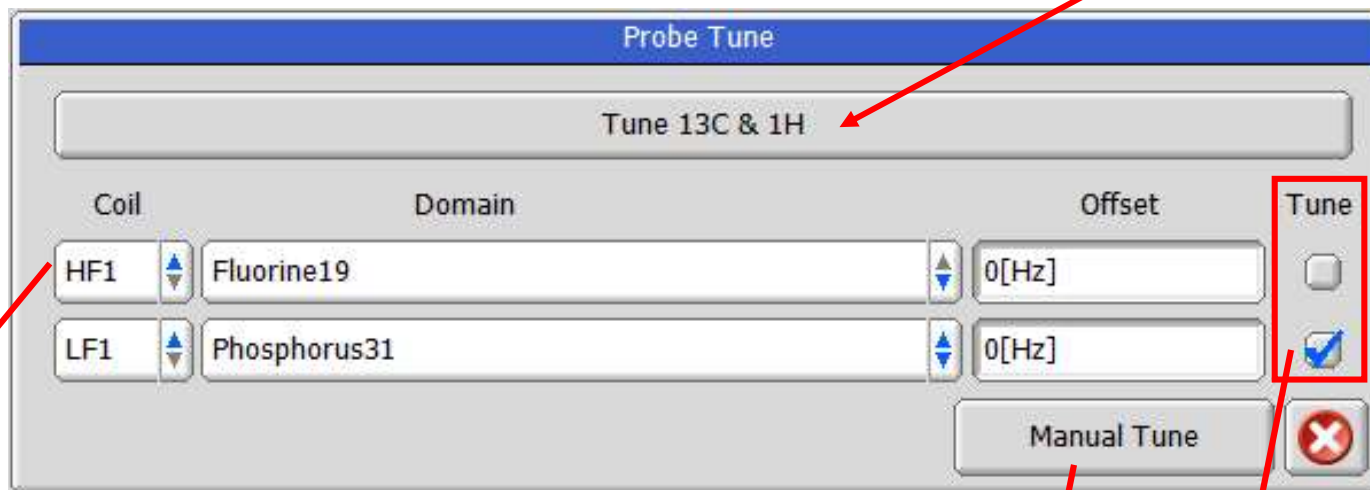 Probe Tune
Tune 13C & 1H
Coil Domain Offset Tune
HF1 Fluorine19 0[Hz]
LF1 Phosphorus31 0[Hz]
Manual Tune